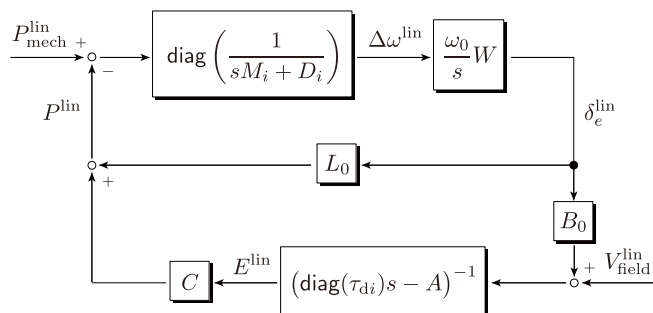 P_mech^lin + − diag ( 1 / (sM_i + D_i) ) Δω^lin ω_0 / s W
P^lin δ_e^lin
+ L_0
B_0
C E^lin (diag(τ_di)s − A)^−1 + V_field^lin